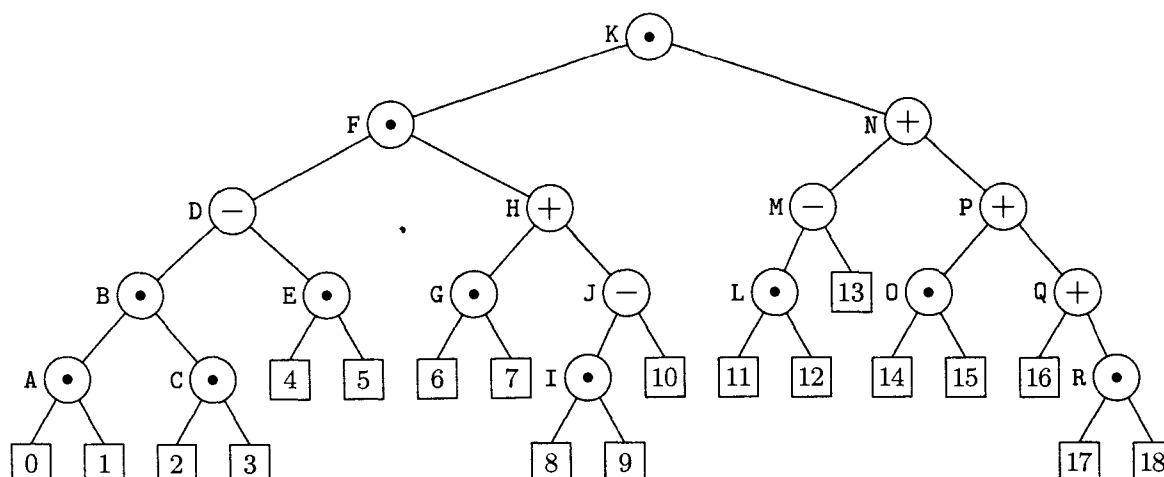 K •
F • N +
D − H + M − P +
B • E • G • J − L • 13 O • Q +
A • C • 4 5 6 7 I • 10 11 12 14 15 16 R •
0 1 2 3 8 9 17 18